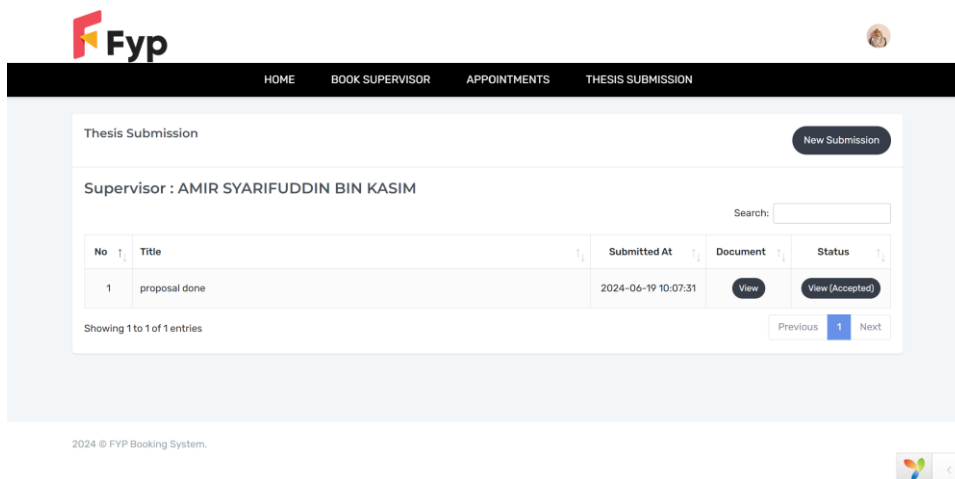 Fyp
HOME BOOK SUPERVISOR APPOINTMENTS THESIS SUBMISSION
Thesis Submission
New Submission
Supervisor : AMIR SYARIFUDDIN BIN KASIM
Search:
No Title Submitted At Document Status
1 proposal done 2024-06-19 10:07:31 View View (Accepted)
Showing 1 to 1 of 1 entries
Previous 1 Next
2024 © FYP Booking System.